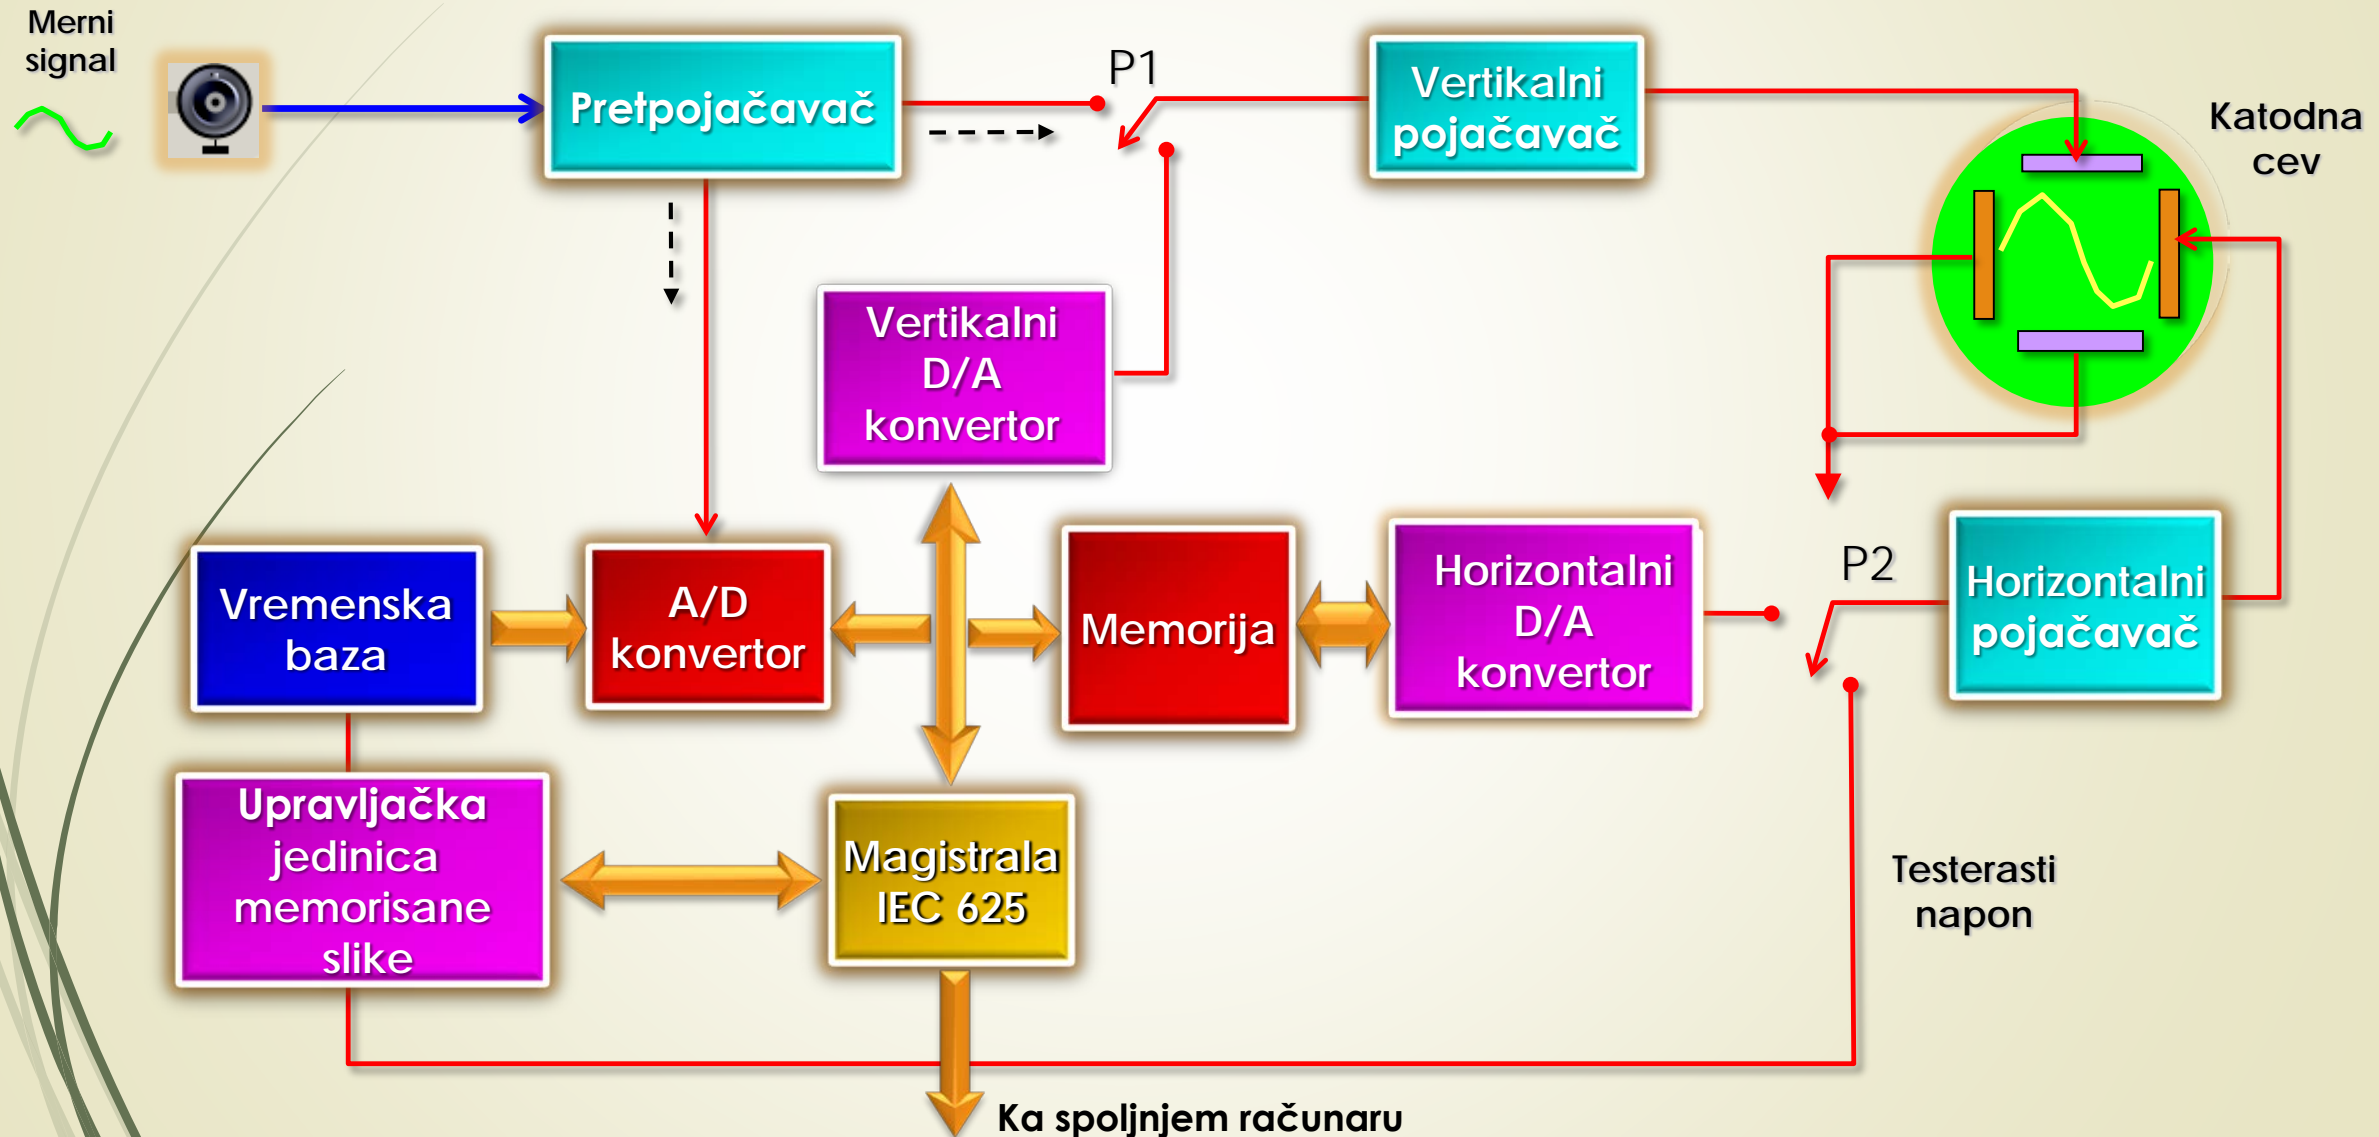 Merni
signal
Pretpojačavač
P1
Vertikalni
pojačavač
Katodna
cev
Vertikalni
D/A
konvertor
Vremenska
baza
A/D
konvertor
Memorija
Horizontalni
D/A
konvertor
P2
Horizontalni
pojačavač
Upravljačka
jedinica
memorisane
slike
Magistrala
IEC 625
Testerasti
napon
Ka spoljnjem računaru